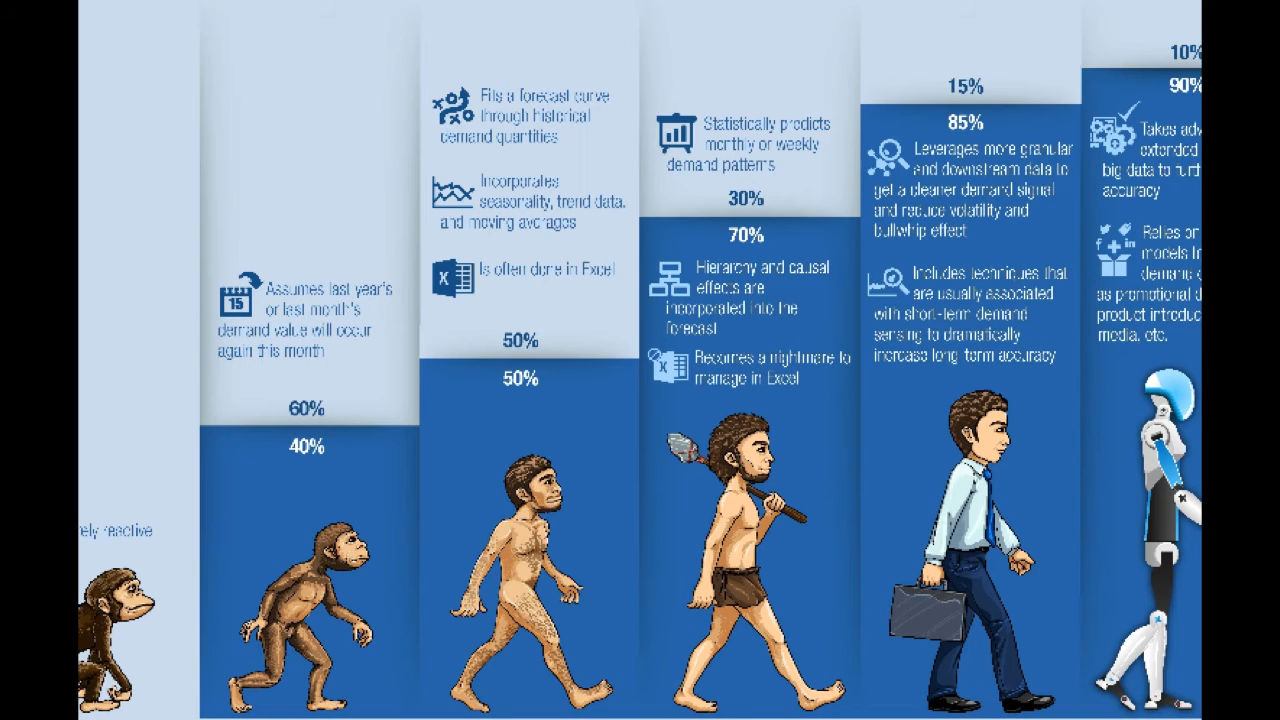 reactive
15
Assumes last year's
or last month's
demand value will occur
again this month
60%
40%
Fits a forecast curve
through historical
demand quantities
Incorporates
seasonality, trend data,
and moving averages
X
Is often done in Excel
50%
50%
Statistically predicts
monthly or weekly
demand patterns
30%
70%
Hierarchy and causal
effects are
incorporated into the
forecast
X
Becomes a nightmare to
manage in Excel
15%
85%
Leverages more granular
and downstream data to
get a cleaner demand signal
and reduce volatility and
bullwhip effect
Includes techniques that
are usually associated
with short-term demand
sensing to dramatically
increase long-term accuracy
10%
90%
Takes
extended
big data to
accuracy
f in
Relies on
models
demand
as promotional
product
media, etc.